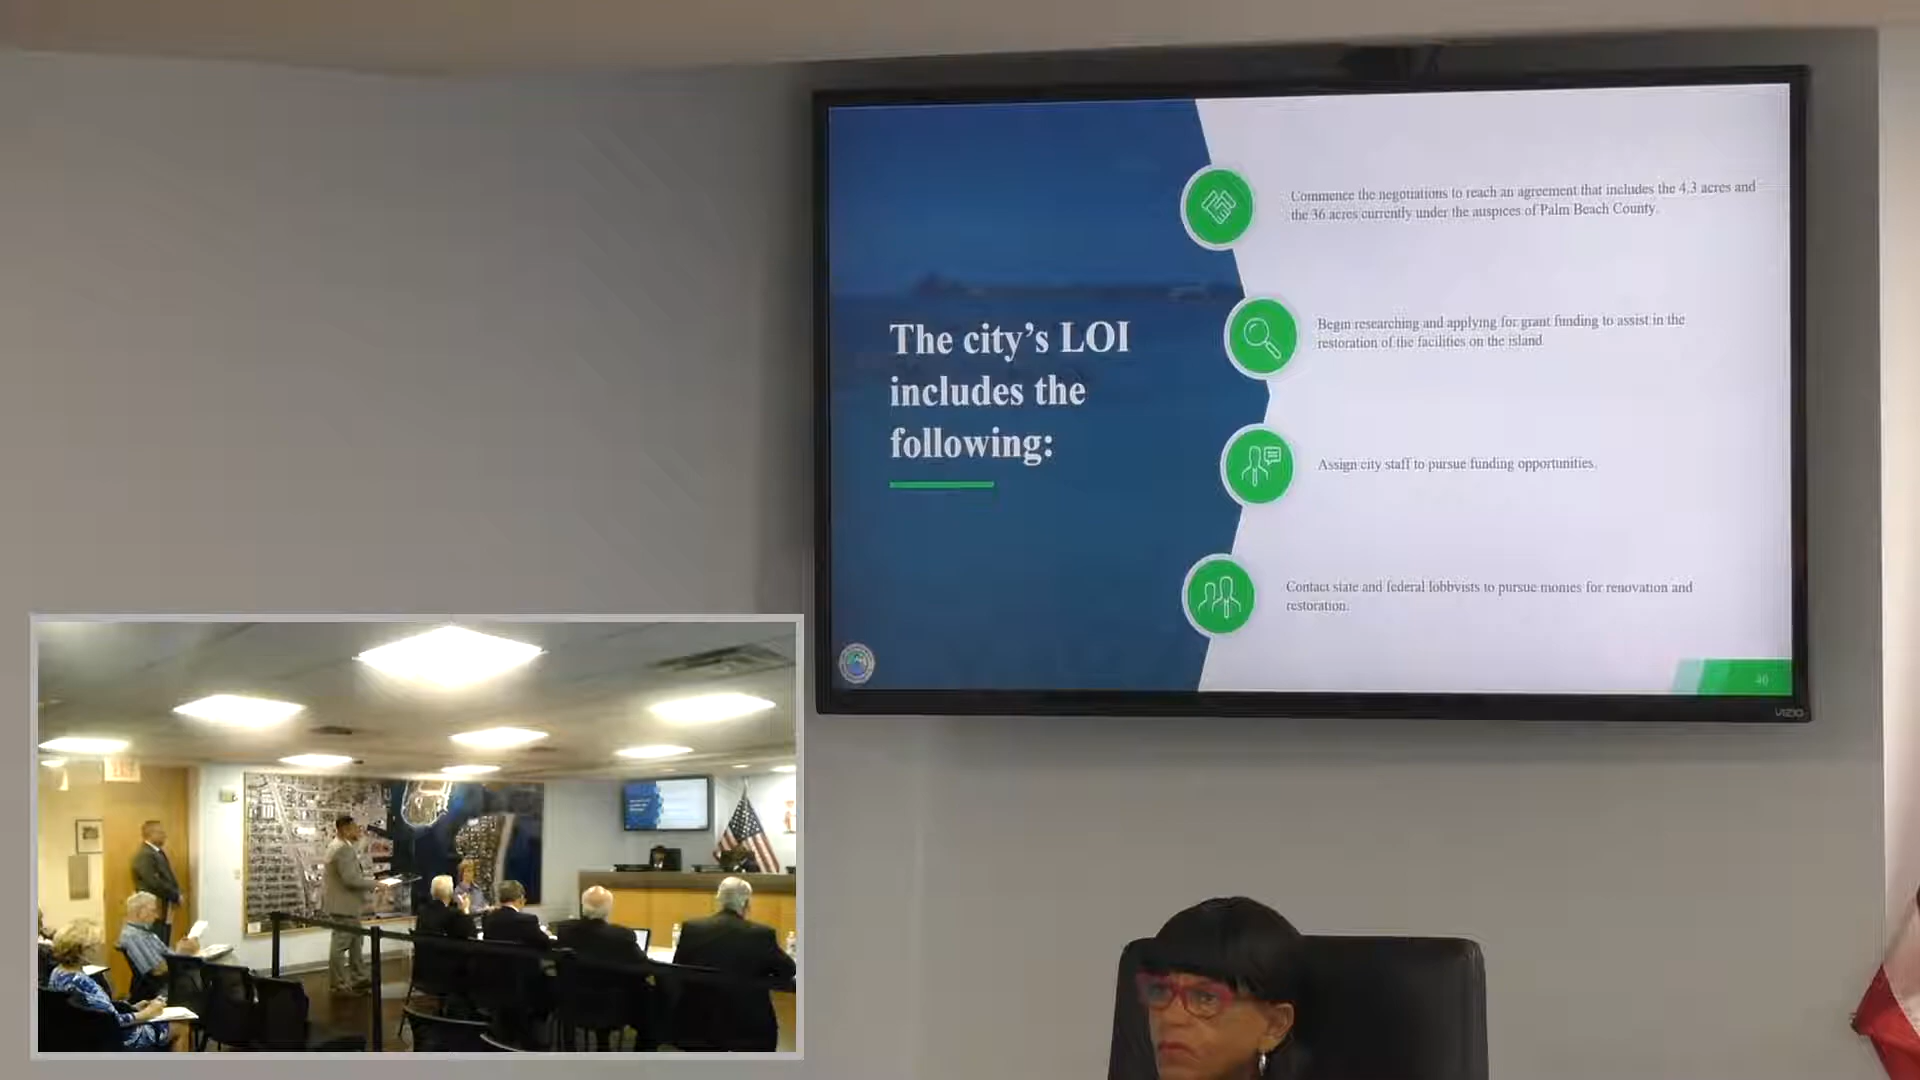 The city's LOI
includes the
following:
Commence the negotiations to reach an agreement that includes the 4.3 acres and
the 36 acres currently under the auspices of Palm Beach County.
Begin researching and applying for grant funding to assist in the
restoration of the facilities on the island
Assign city staff to pursue funding opportunities.
Contact state and federal lobbyists to pursue monies for renovation and
restoration.
40
VIZIO
EXIT